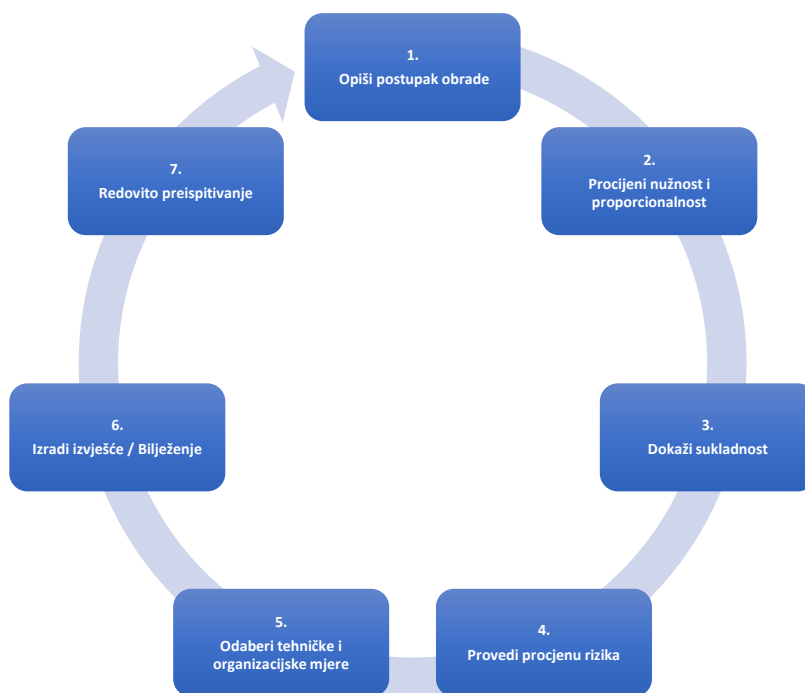 1.
Opiši postupak obrade
2.
Procijeni nužnost i
proporcionalnost
3.
Dokaži sukladnost
4.
Provedi procjenu rizika
5.
Odaberi tehničke i
organizacijske mjere
6.
Izradi izvješće / Bilježenje
7.
Redovito preispitivanje